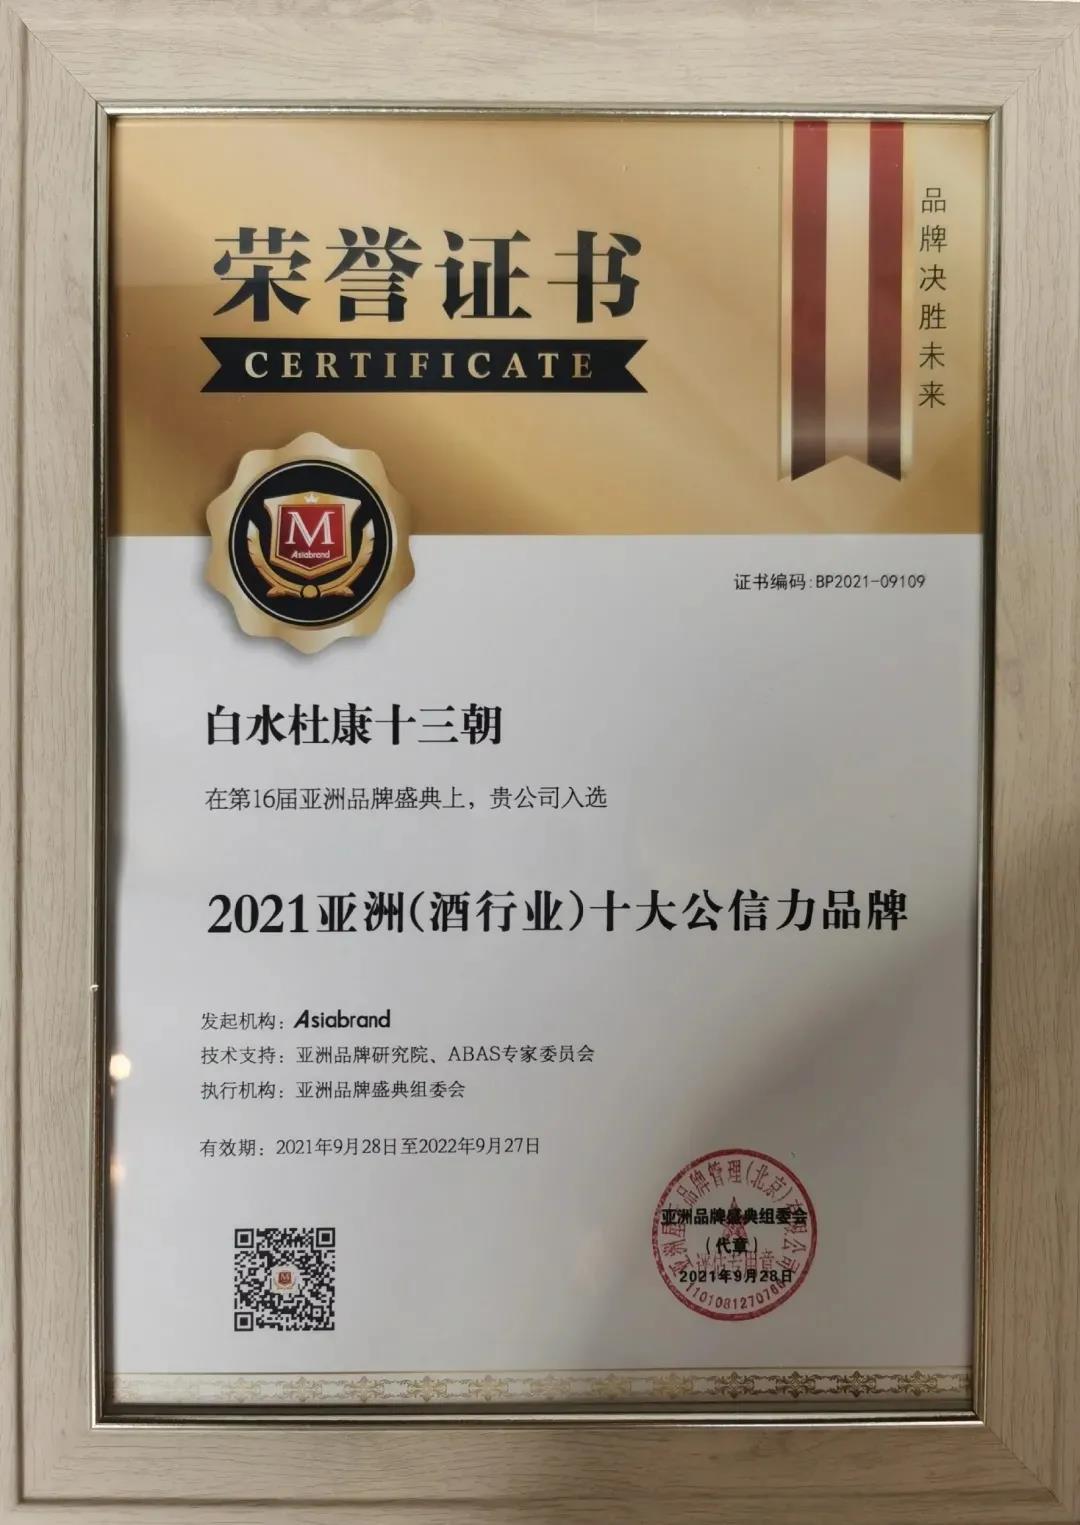 荣誉证书
CERTIFICATE
品牌决胜未来
M
Asiabrand
证书编码:BP2021-09109
白水杜康十三朝
在第16届亚洲品牌盛典上，贵公司入选
2021亚洲(酒行业)十大公信力品牌
发起机构：Asiabrand
技术支持：亚洲品牌研究院、ABAS专家委员会
执行机构：亚洲品牌盛典组委会
有效期：2021年9月28日至2022年9月27日
亚洲品牌盛典组委会
(代章)
2021年9月28日
评估专用章